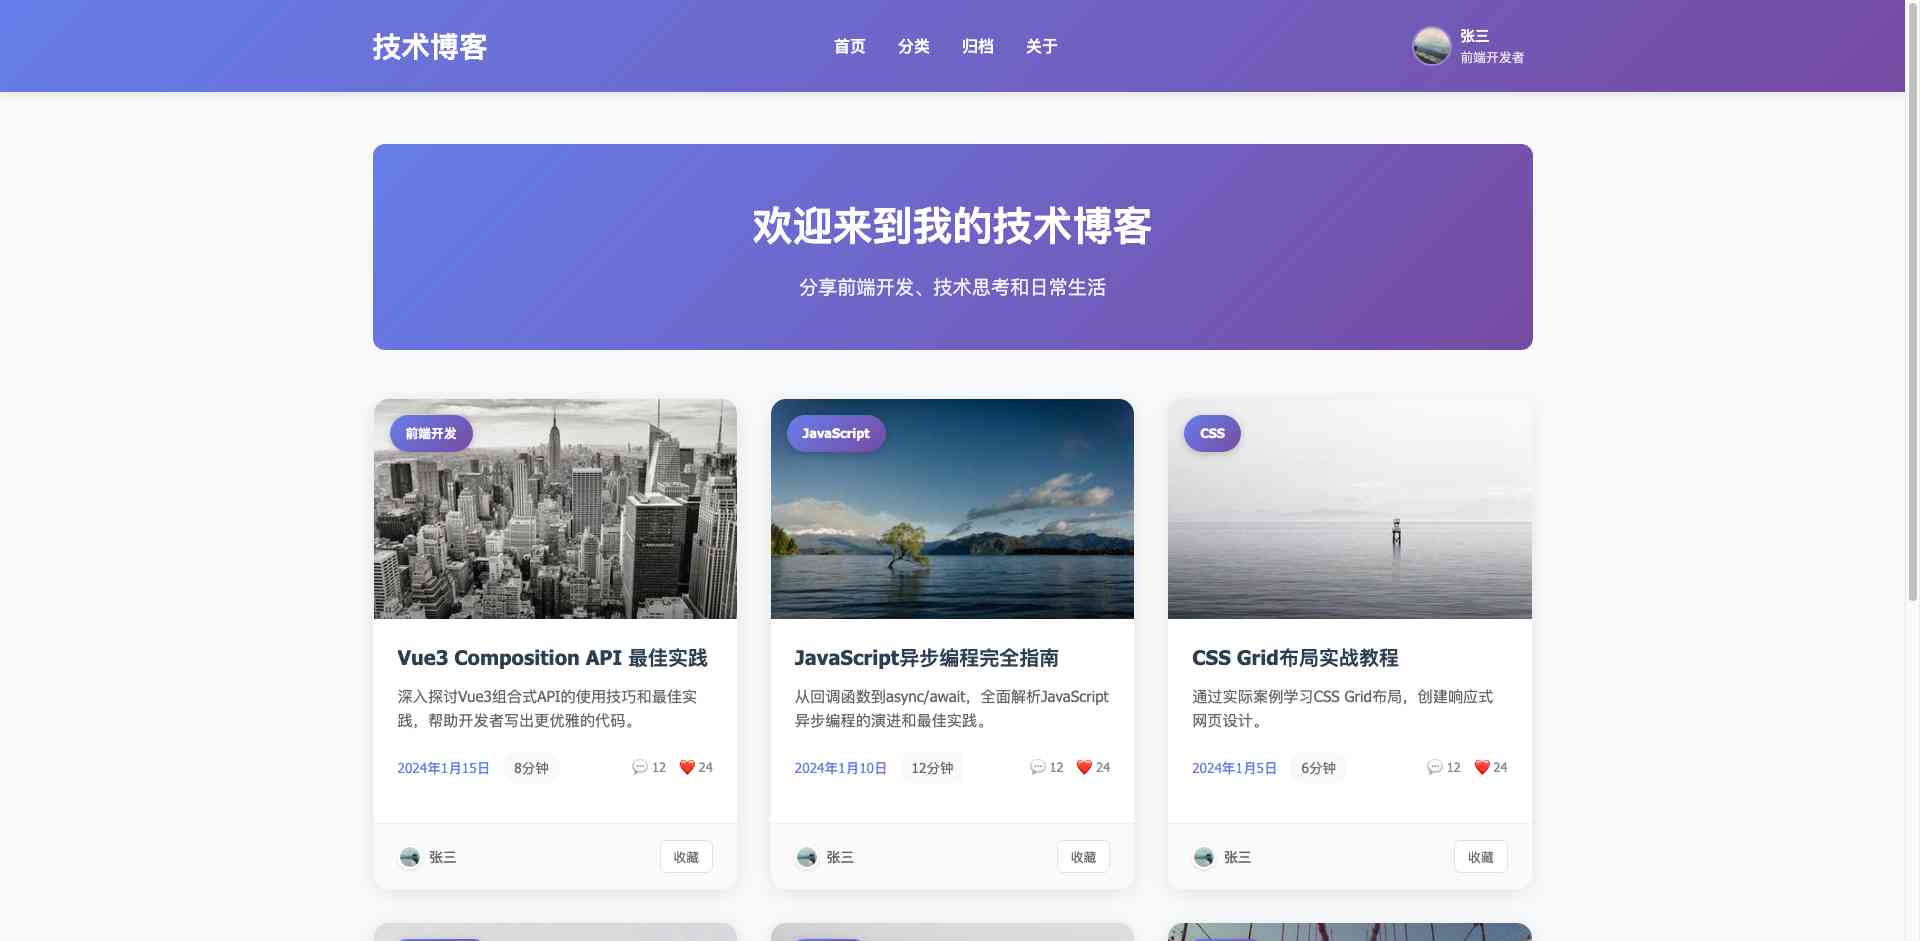 技术博客
首页 分类 归档 关于
张三
前端开发者
欢迎来到我的技术博客
分享前端开发、技术思考和日常生活
前端开发
Vue3 Composition API 最佳实践
深入探讨Vue3组合式API的使用技巧和最佳实
践，帮助开发者写出更优雅的代码。
2024年1月15日 8分钟 12 24
张三 收藏
JavaScript
JavaScript异步编程完全指南
从回调函数到async/await，全面解析JavaScript
异步编程的演进和最佳实践。
2024年1月10日 12分钟 12 24
张三 收藏
CSS
CSS Grid布局实战教程
通过实际案例学习CSS Grid布局，创建响应式
网页设计。
2024年1月5日 6分钟 12 24
张三 收藏